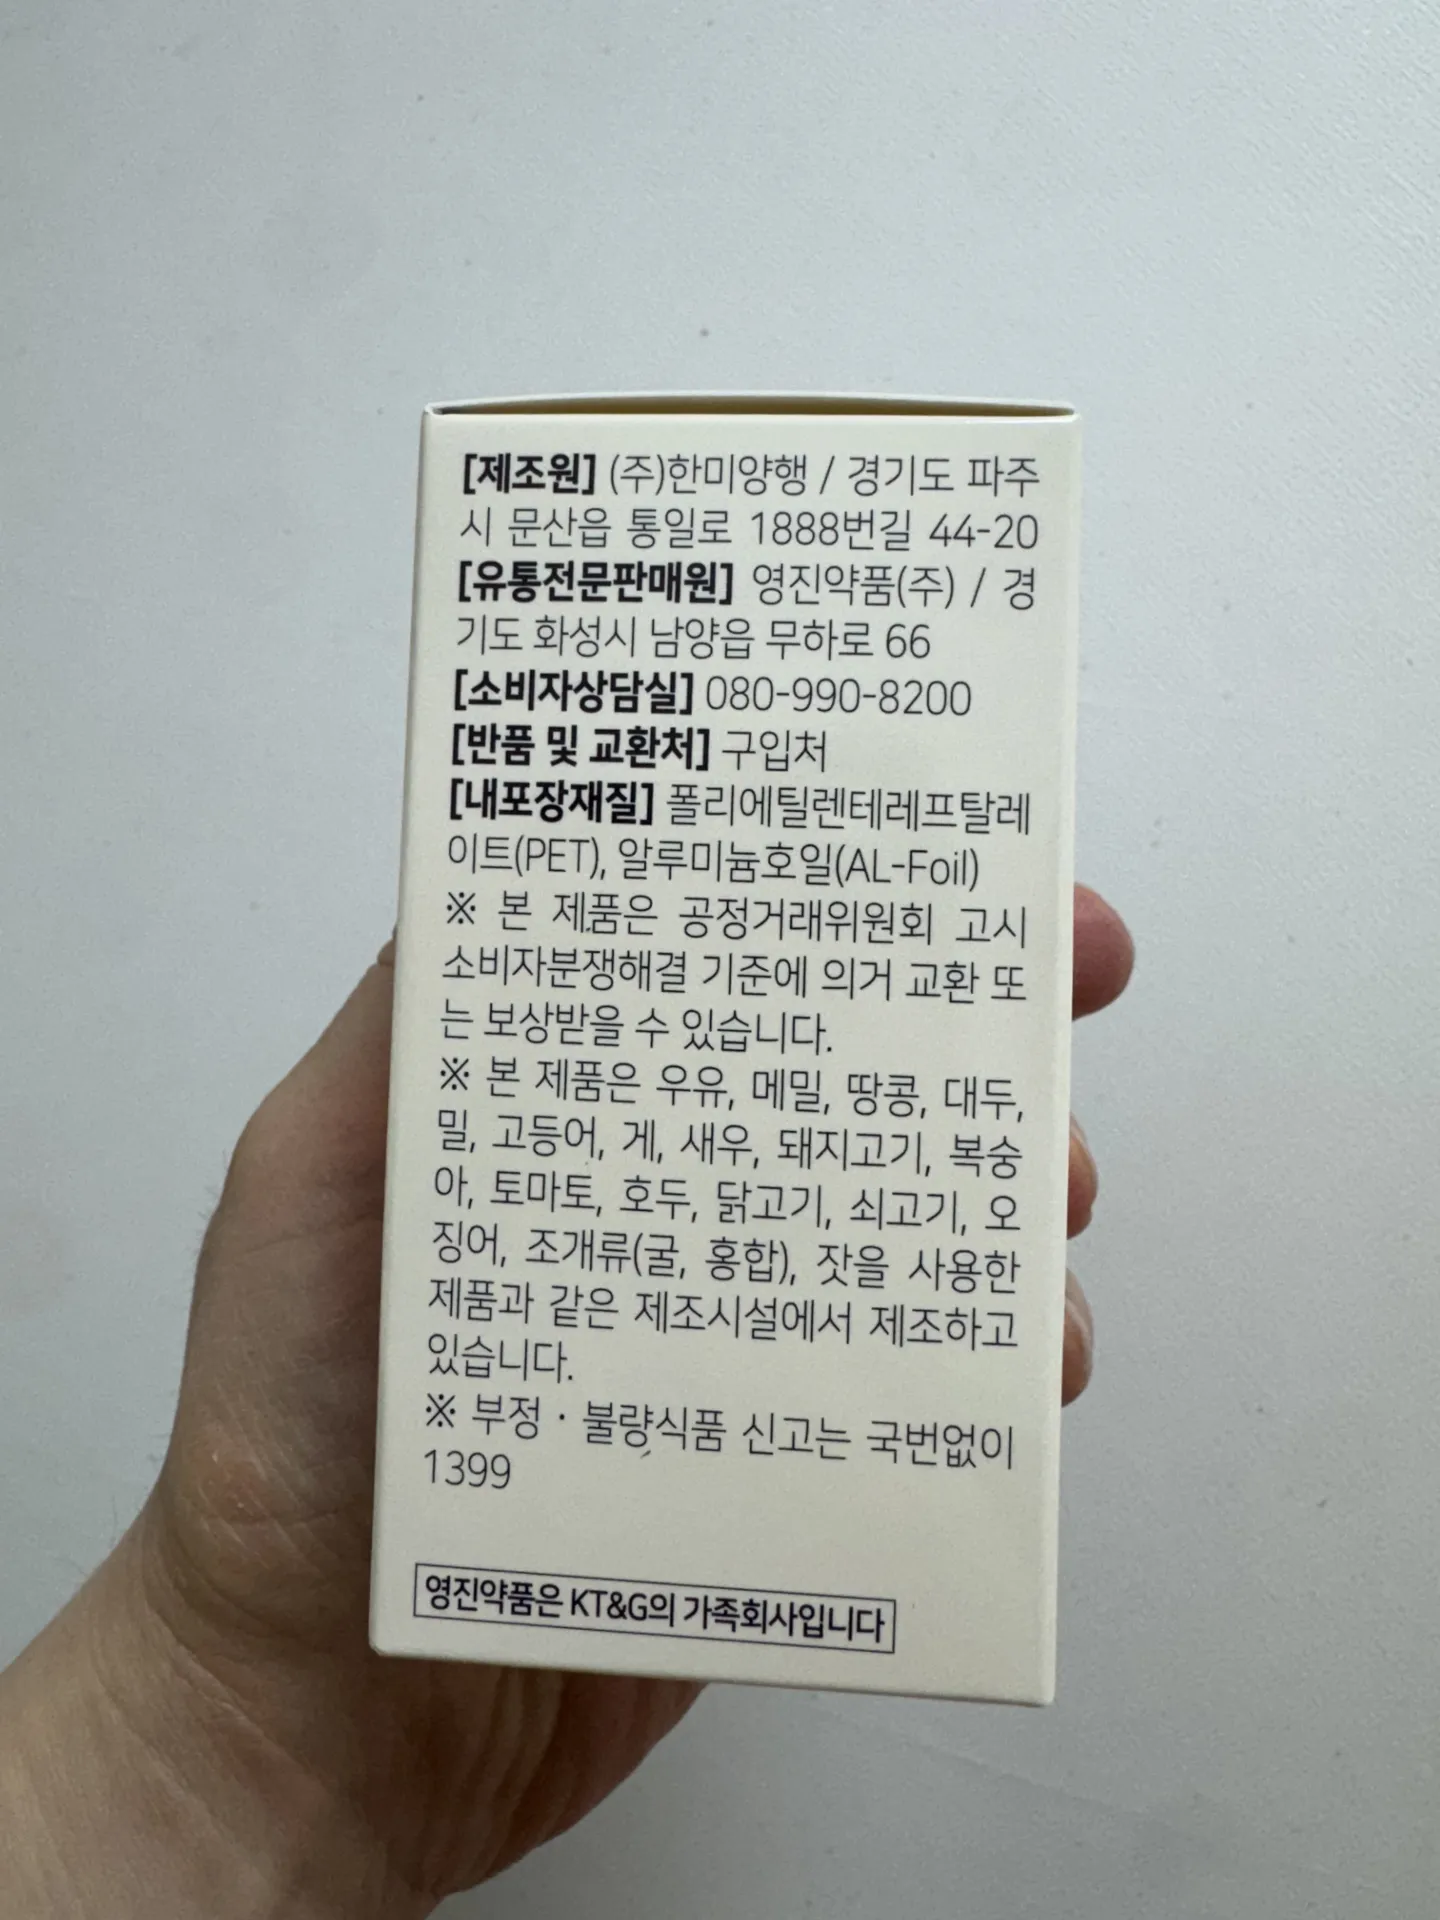 [제조원] (주)한미양행 / 경기도 파주
시 문산읍 통일로 1888번길 44-20
[유통전문판매원] 영진약품(주) / 경
기도 화성시 남양읍 무하로 66
[소비자상담실] 080-990-8200
[반품 및 교환처] 구입처
[내포장재질] 폴리에틸렌테레프탈레
이트(PET), 알루미늄호일(AL-Foil)
※ 본 제품은 공정거래위원회 고시
소비자분쟁해결 기준에 의거 교환 또
는 보상받을 수 있습니다.
※ 본 제품은 우유, 메밀, 땅콩, 대두,
밀, 고등어, 게, 새우, 돼지고기, 복숭
아, 토마토, 호두, 닭고기, 쇠고기, 오
징어, 조개류(굴, 홍합), 잣을 사용한
제품과 같은 제조시설에서 제조하고
있습니다.
※ 부정 · 불량식품 신고는 국번없이
1399
영진약품은 KT&G의 가족회사입니다